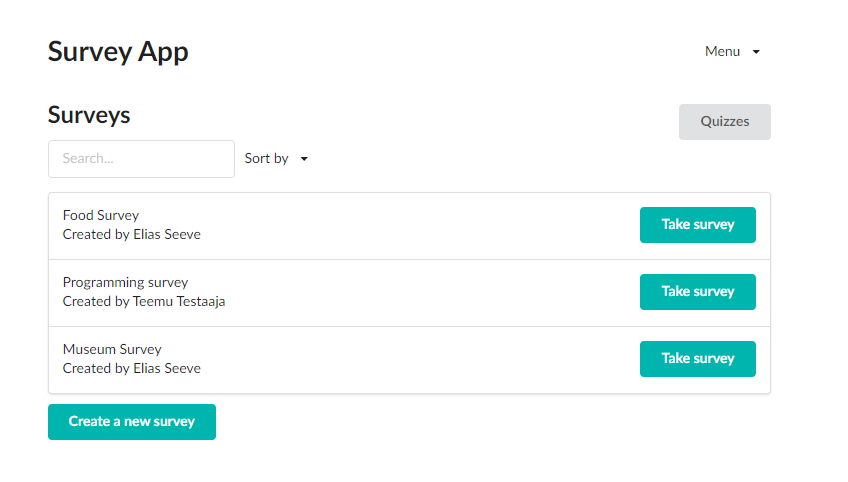 Survey App
Menu
Surveys
Quizzes
Search...
Sort by
Food Survey
Created by Elias Seeve
Take survey
Programming survey
Created by Teemu Testaaja
Take survey
Museum Survey
Created by Elias Seeve
Take survey
Create a new survey